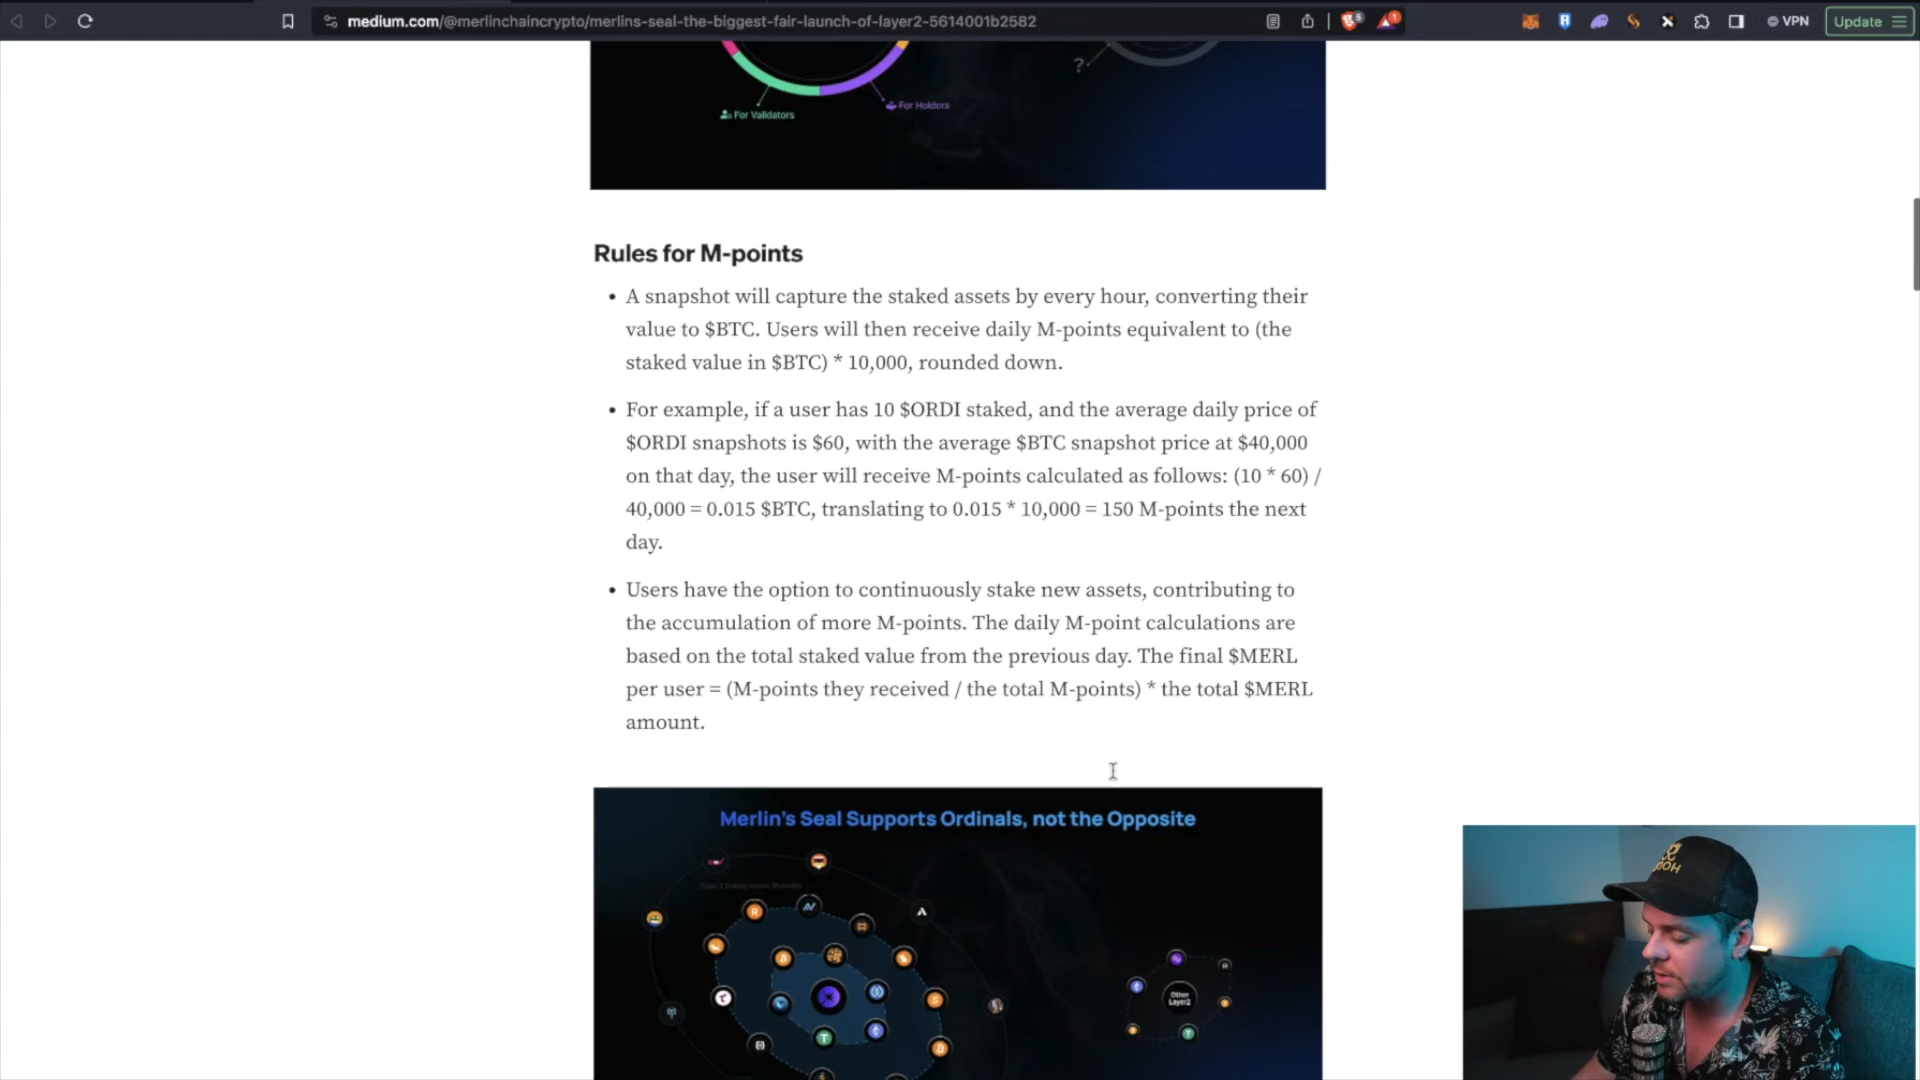 medium.com/@merlinchaincrypto/merlins-seal-the-biggest-fair-launch-of-layer2-5614001b2582
5
1
VPN
Update
?
For Validators
For Holders
Rules for M-points
• A snapshot will capture the staked assets by every hour, converting their
value to $BTC. Users will then receive daily M-points equivalent to (the
staked value in $BTC) * 10,000, rounded down.
• For example, if a user has 10 $ORDI staked, and the average daily price of
$ORDI snapshots is $60, with the average $BTC snapshot price at $40,000
on that day, the user will receive M-points calculated as follows: (10 * 60) /
40,000 = 0.015 $BTC, translating to 0.015 * 10,000 = 150 M-points the next
day.
• Users have the option to continuously stake new assets, contributing to
the accumulation of more M-points. The daily M-point calculations are
based on the total staked value from the previous day. The final $MERL
per user = (M-points they received / the total M-points) * the total $MERL
amount.
Merlin's Seal Supports Ordinals, not the Opposite
Other
Layer2